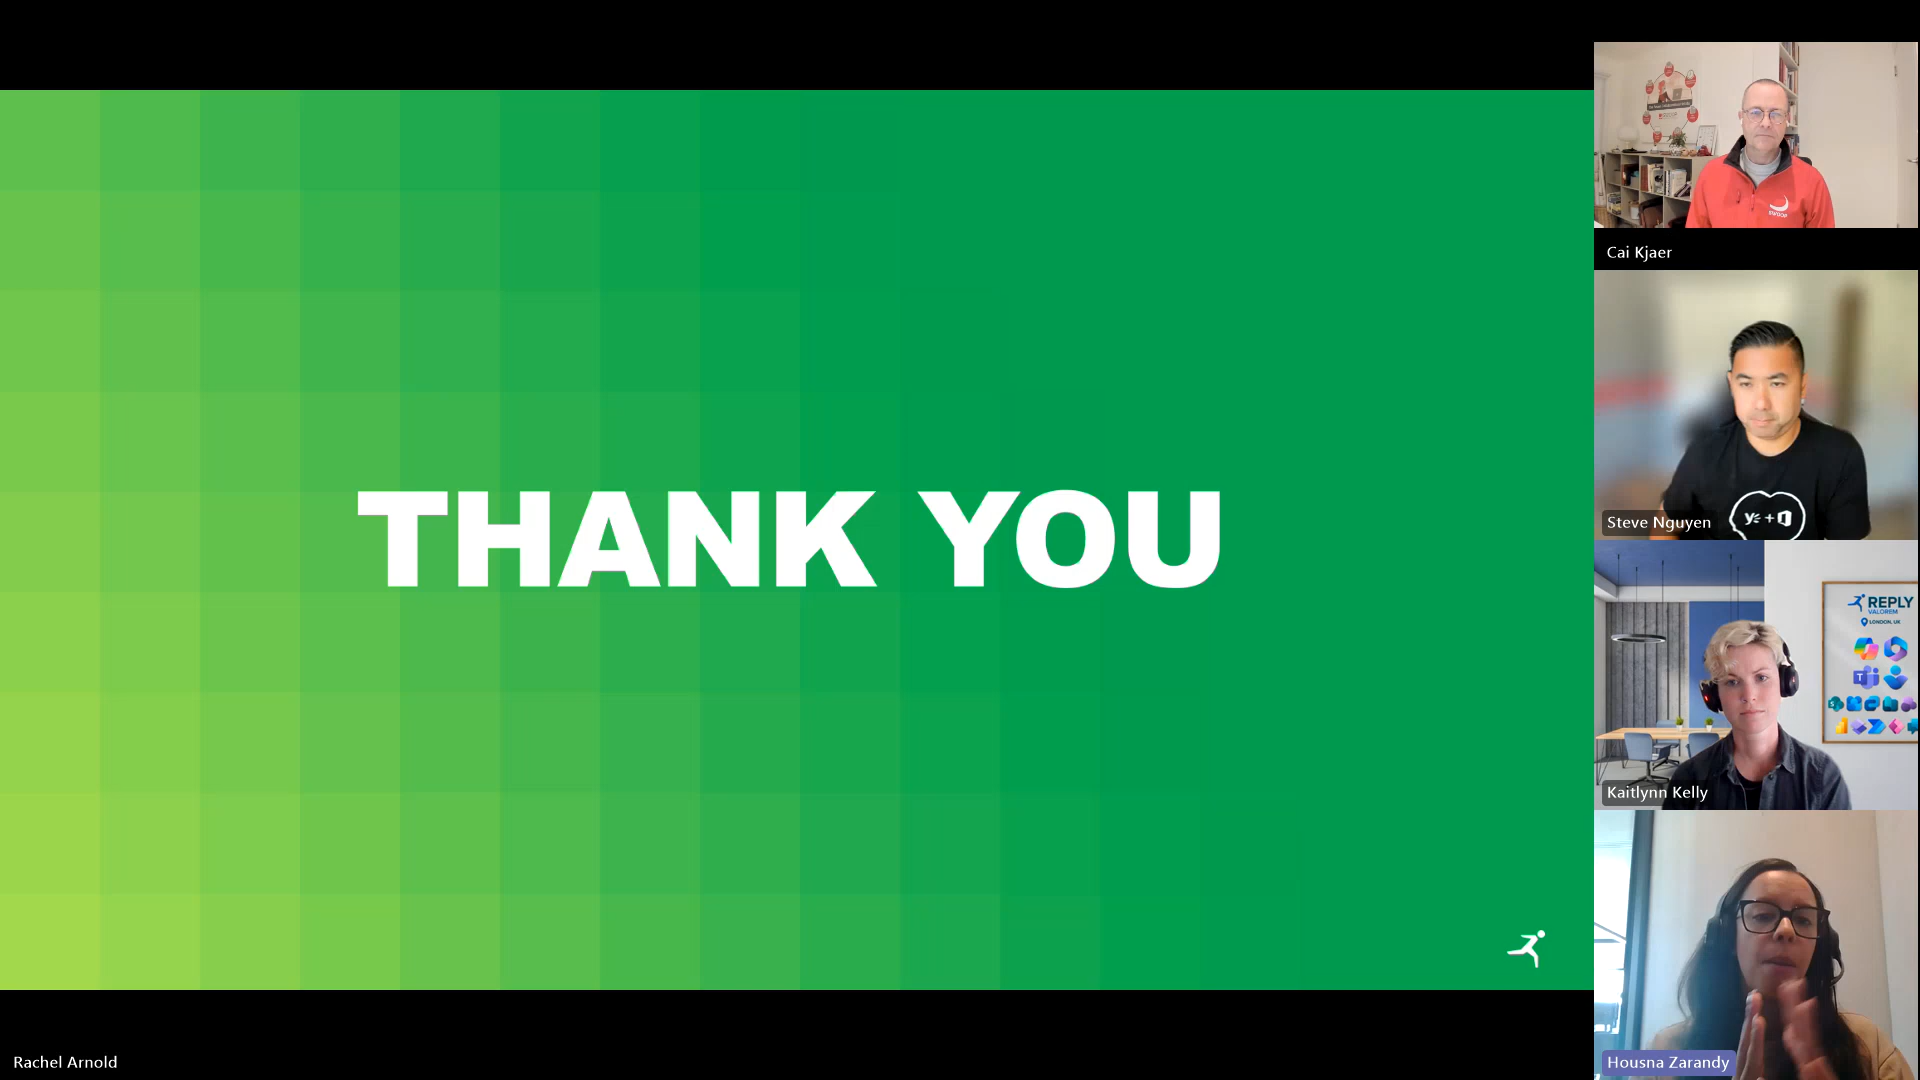 THANK YOU
Cai Kjaer
Steve Nguyen
REPLY
VALOREM
LONDON, UK
Kaitlynn Kelly
Housna Zarandy
Rachel Arnold